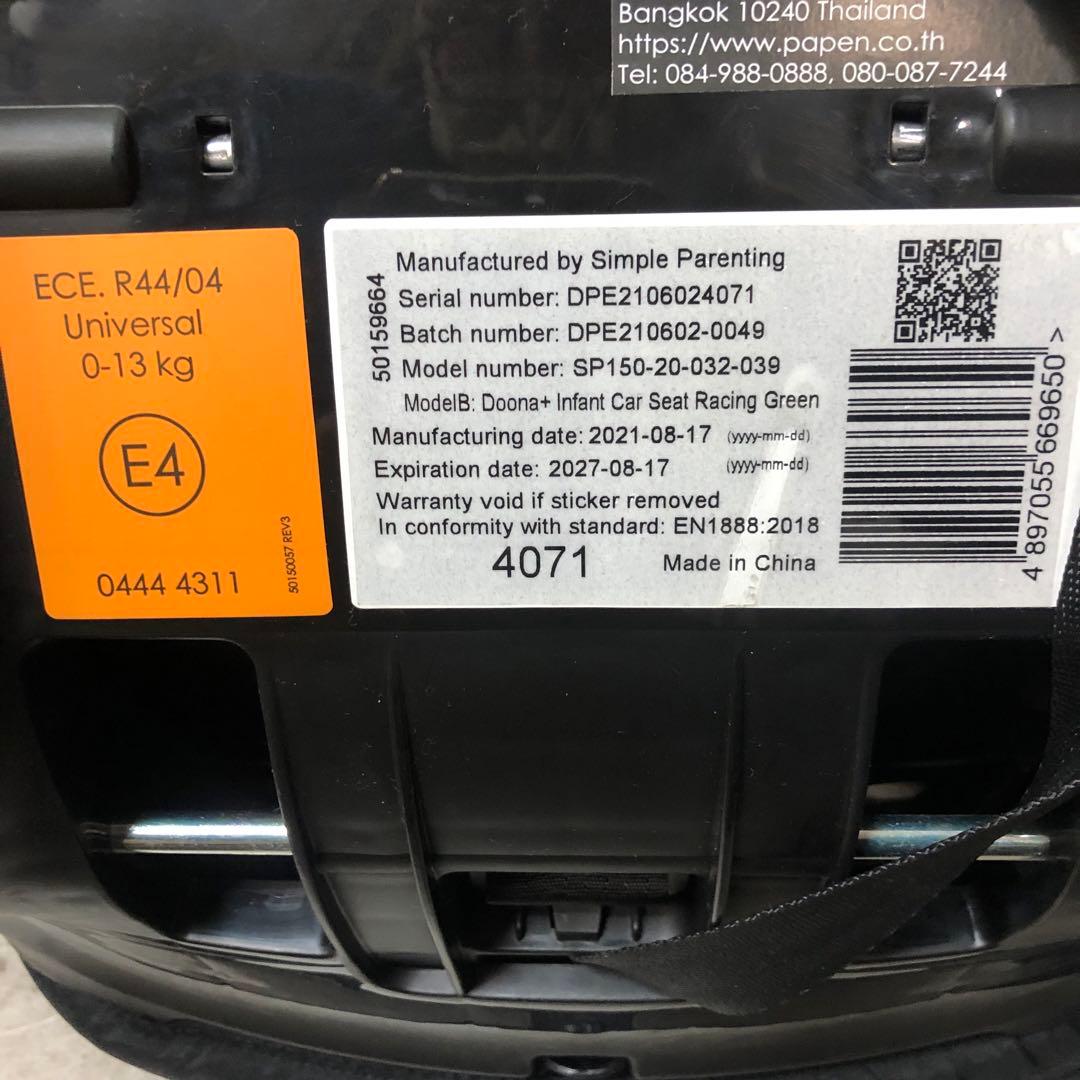 Bangkok 10240 Thailand
https://www.papen.co.th
Tel: 084-988-0888, 080-087-7244
ECE. R44/04
Universal
0-13 kg
E4
0444 4311
50150057 REV3
50159664
Manufactured by Simple Parenting
Serial number: DPE2106024071
Batch number: DPE210602-0049
Model number: SP150-20-032-039
ModelB: Doona+ Infant Car Seat Racing Green
Manufacturing date: 2021-08-17 (yyyy-mm-dd)
Expiration date: 2027-08-17 (yyyy-mm-dd)
Warranty void if sticker removed
In conformity with standard: EN1888:2018
4071 Made in China
4 897055 669650 >